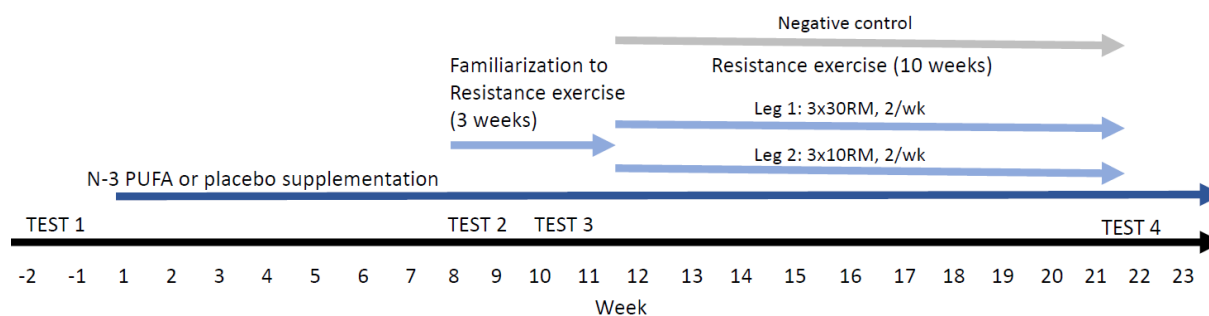 Negative control
Familiarization to
Resistance exercise
(3 weeks)
Resistance exercise (10 weeks)
Leg 1: 3x30RM, 2/wk
Leg 2: 3x10RM, 2/wk
N-3 PUFA or placebo supplementation
TEST 1 TEST 2 TEST 3 TEST 4
-2 -1 1 2 3 4 5 6 7 8 9 10 11 12 13 14 15 16 17 18 19 20 21 22 23
Week